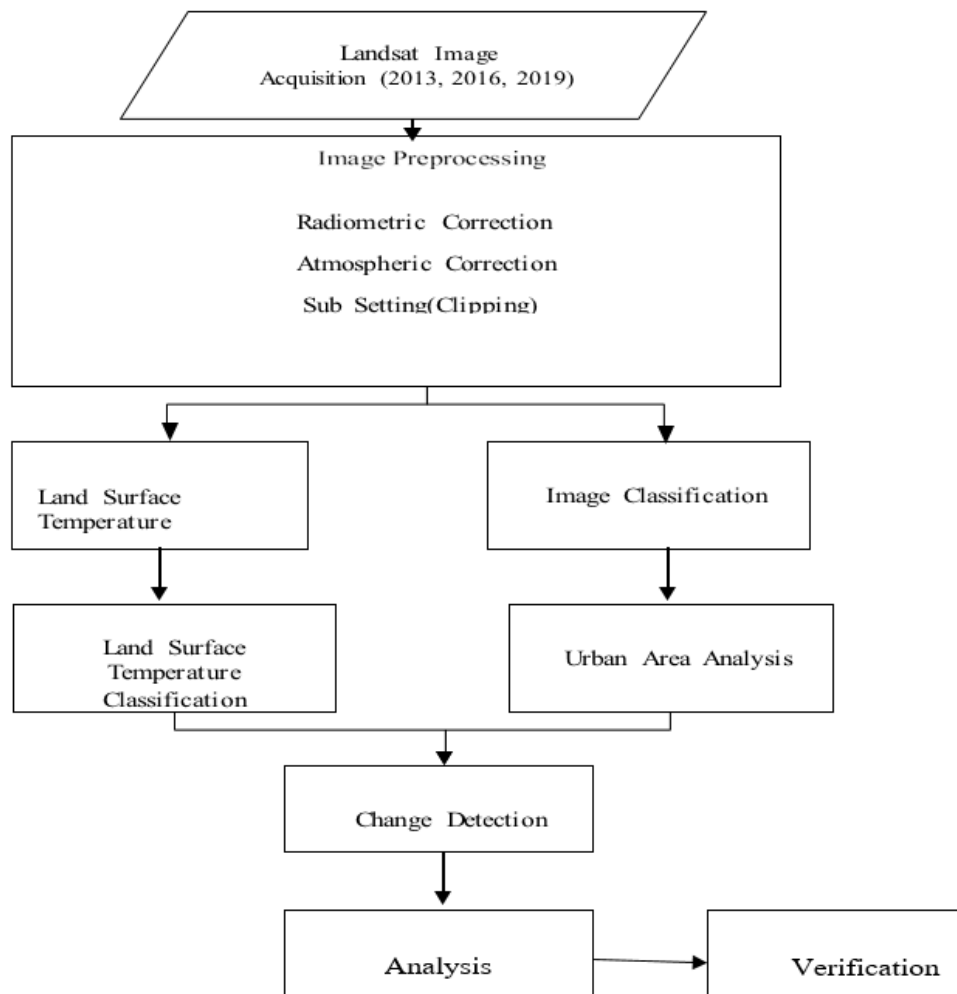 Landsat Image
Acquisition (2013, 2016, 2019)
Image Preprocessing
Radiometric Correction
Atmospheric Correction
Sub Setting(Clipping)
Land Surface
Temperature
Image Classification
Land Surface
Temperature
Classification
Urban Area Analysis
Change Detection
Analysis
Verification